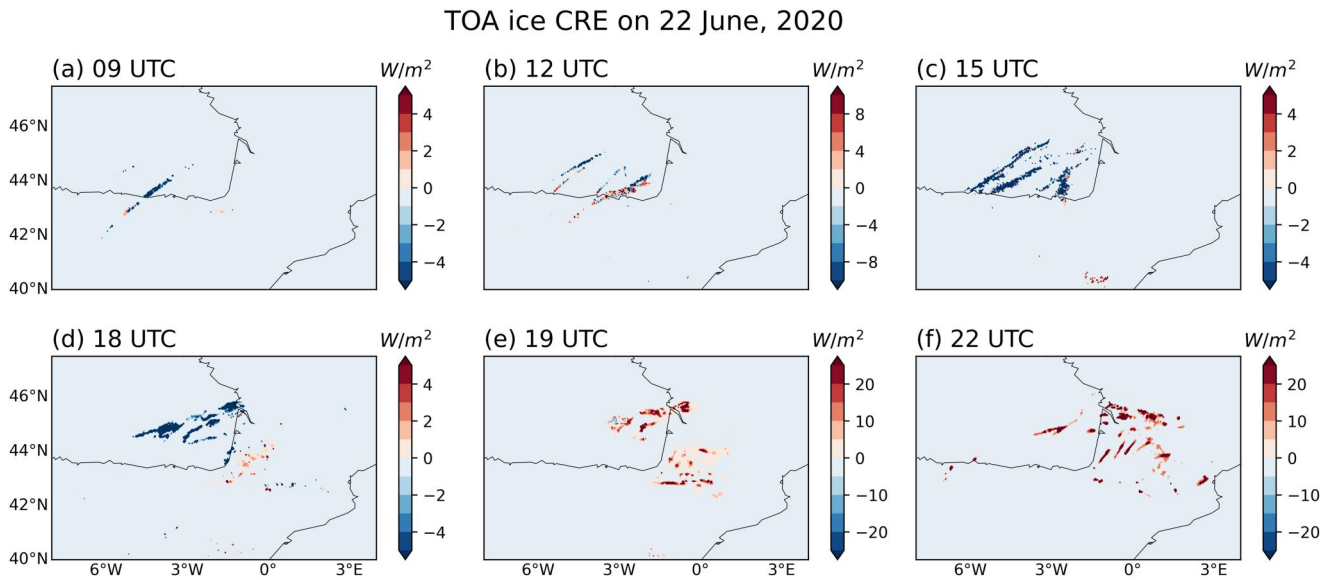 TOA ice CRE on 22 June, 2020
(a) 09 UTC
W/m²
46°N
44°N
42°N
40°N
4
2
0
−2
−4
(b) 12 UTC
W/m²
8
4
0
−4
−8
(c) 15 UTC
W/m²
4
2
0
−2
−4
(d) 18 UTC
W/m²
46°N
44°N
42°N
40°N
6°W
3°W
0°
3°E
4
2
0
−2
−4
(e) 19 UTC
W/m²
6°W
3°W
0°
3°E
20
10
0
−10
−20
(f) 22 UTC
W/m²
6°W
3°W
0°
3°E
20
10
0
−10
−20